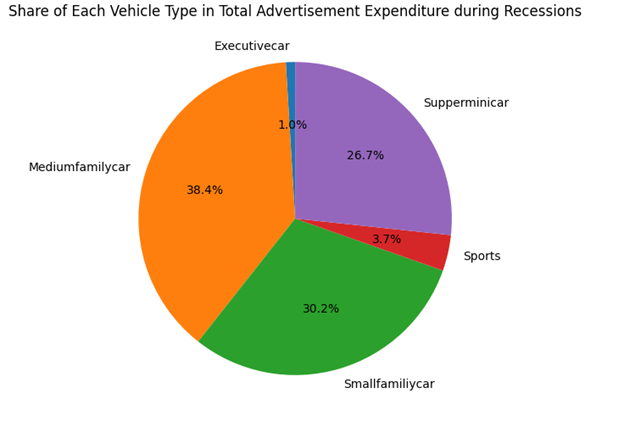 Share of Each Vehicle Type in Total Advertisement Expenditure during Recessions
Executivecar
Supperminicar
1.0%
26.7%
Mediumfamilycar
38.4%
3.7%
Sports
30.2%
Smallfamiliycar